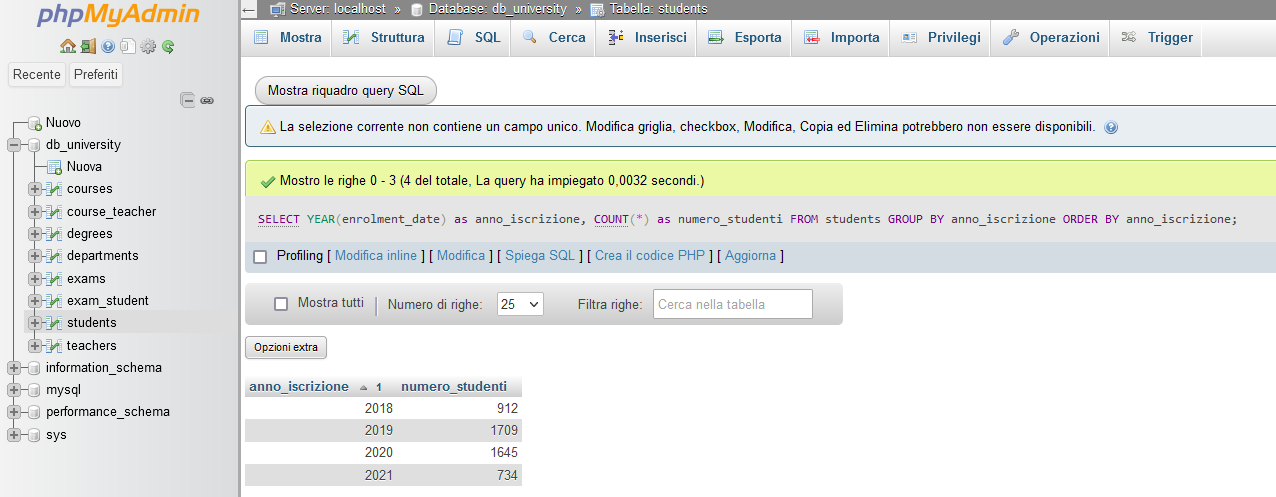 phpMyAdmin
Recente Preferiti
Nuovo
db_university
Nuova
courses
course_teacher
degrees
departments
exams
exam_student
students
teachers
information_schema
mysql
performance_schema
sys
Server: localhost » Database: db_university » Tabella: students
Mostra Struttura SQL Cerca Inserisci Esporta Importa Privilegi Operazioni Trigger
Mostra riquadro query SQL
La selezione corrente non contiene un campo unico. Modifica griglia, checkbox, Modifica, Copia ed Elimina potrebbero non essere disponibili.
Mostro le righe 0 - 3 (4 del totale, La query ha impiegato 0,0032 secondi.)
SELECT YEAR(enrolment_date) as anno_iscrizione, COUNT(*) as numero_studenti FROM students GROUP BY anno_iscrizione ORDER BY anno_iscrizione;
Profiling [ Modifica inline ] [ Modifica ] [ Spiega SQL ] [ Crea il codice PHP ] [ Aggiorna ]
Mostra tutti | Numero di righe: 25 Filtra righe: Cerca nella tabella
Opzioni extra
anno_iscrizione 1 numero_studenti
2018 912
2019 1709
2020 1645
2021 734